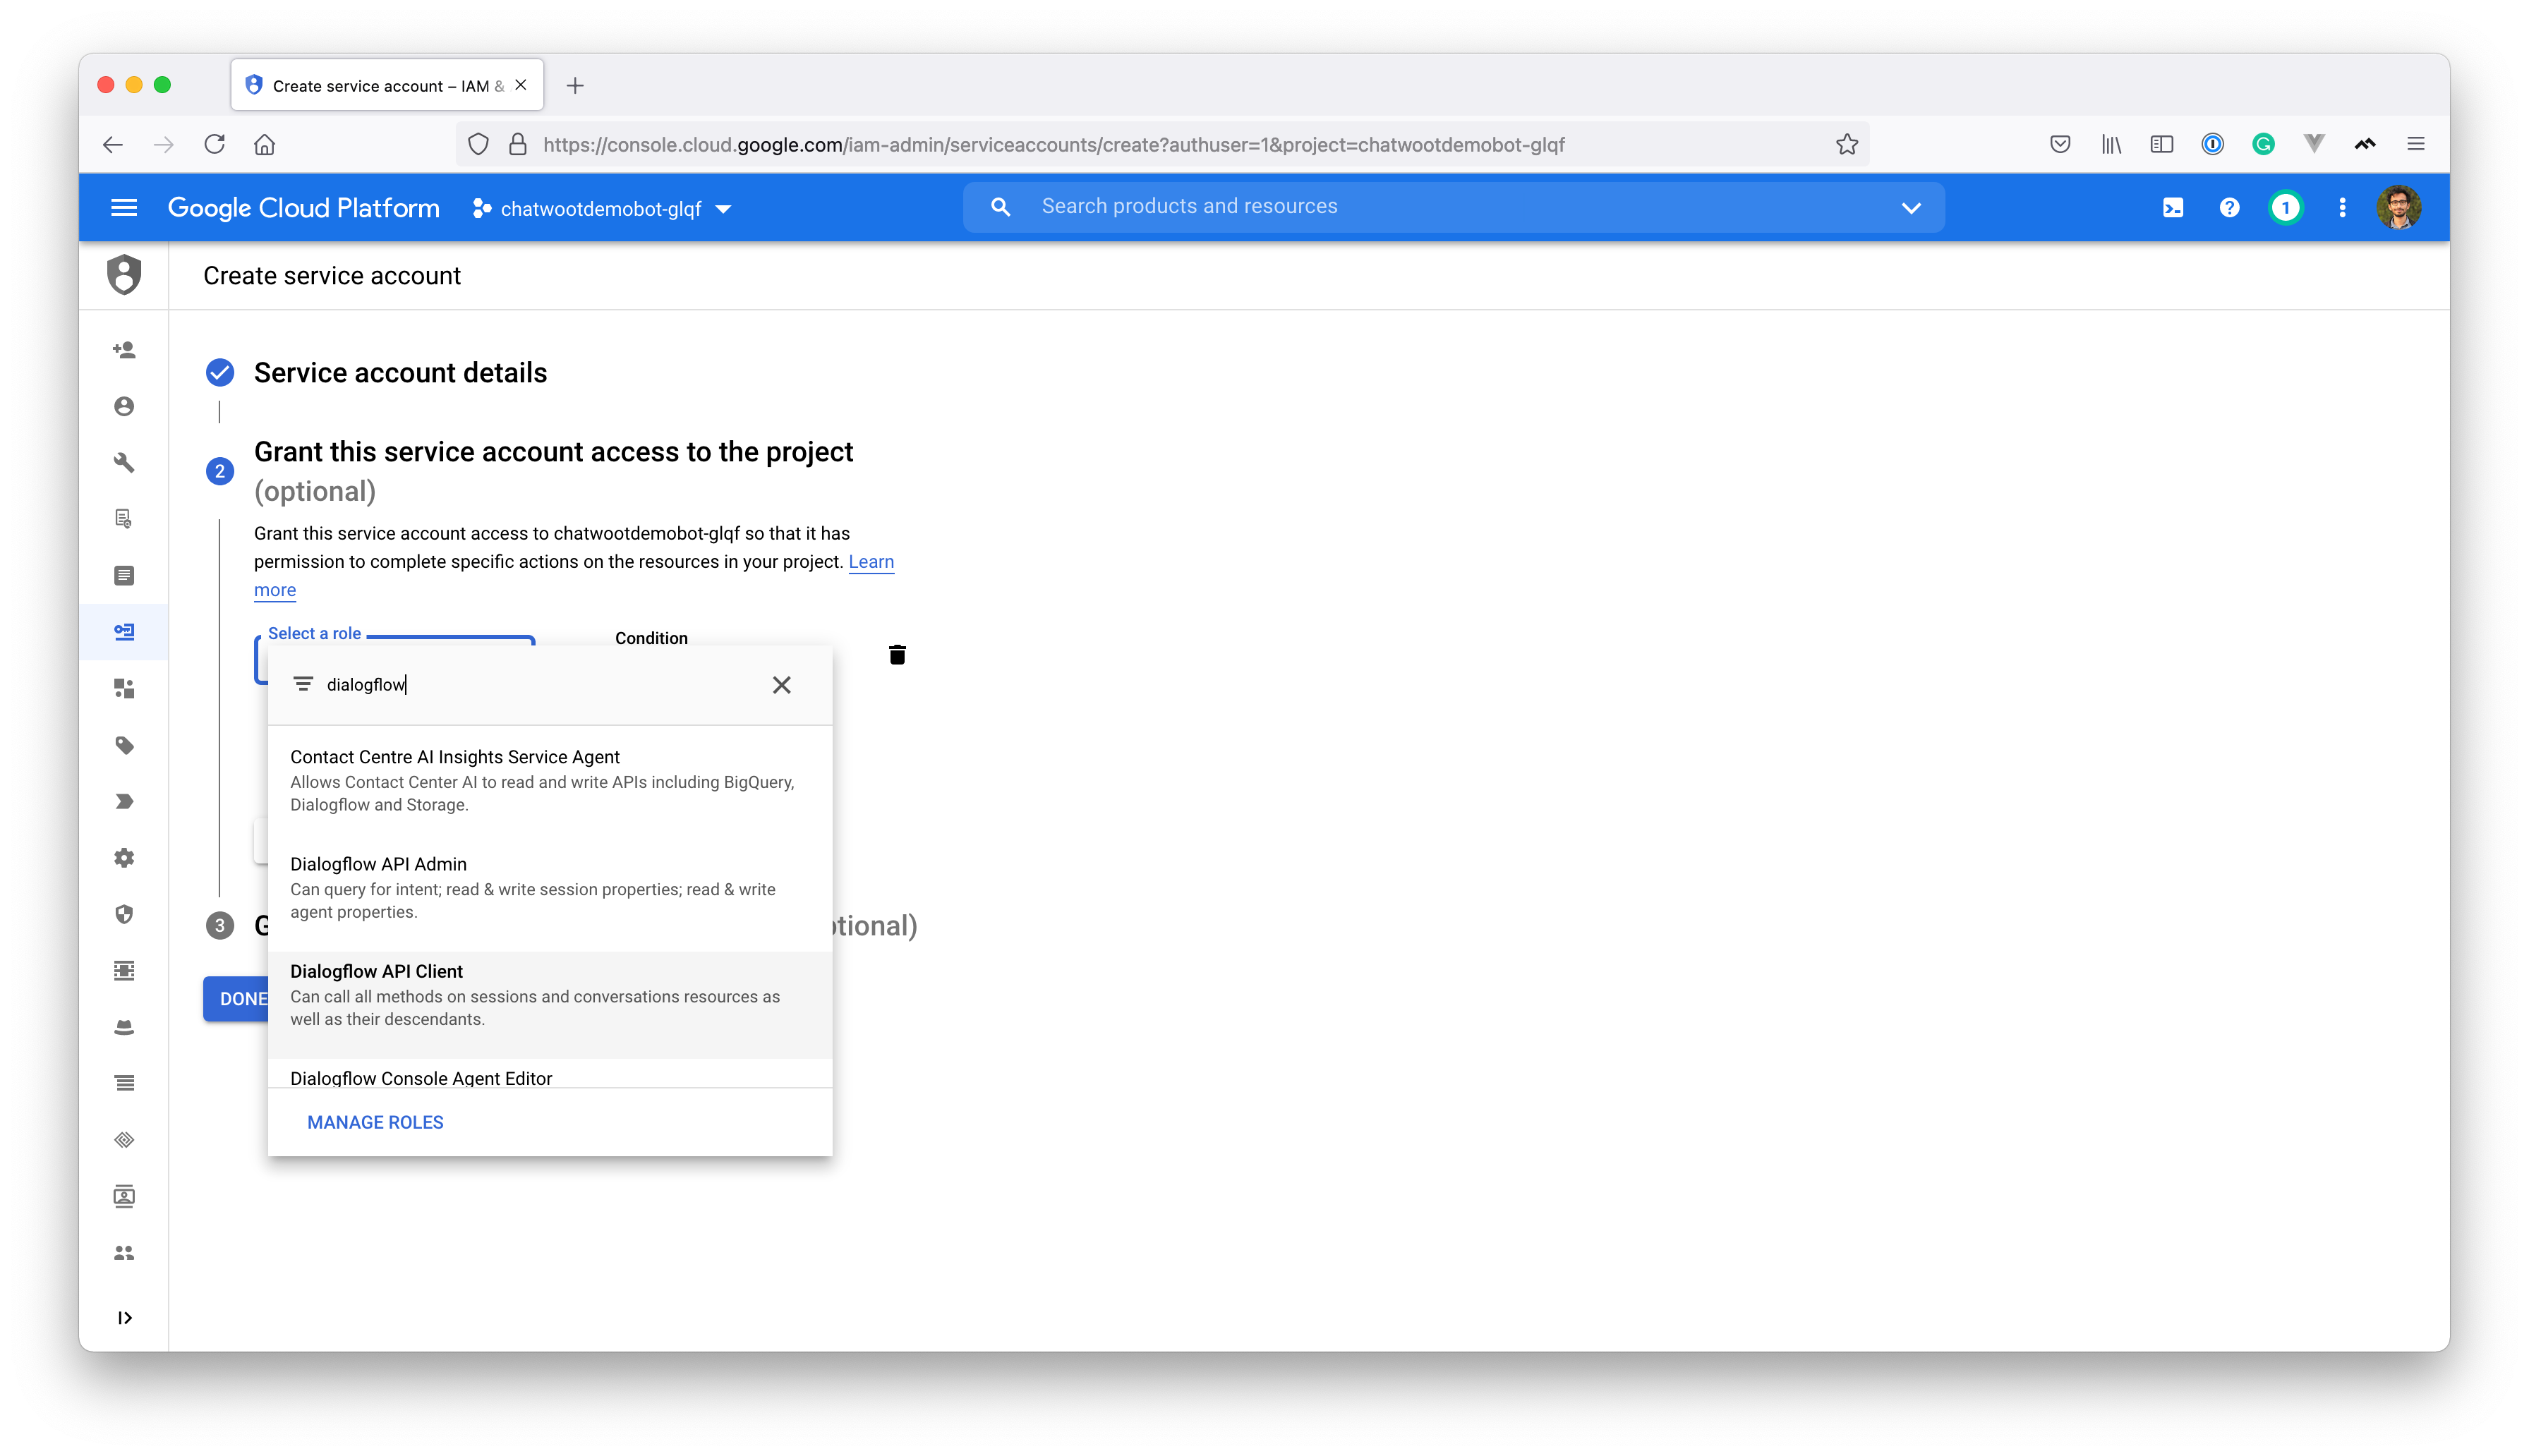 Create service account – IAM &
https://console.cloud.google.com/iam-admin/serviceaccounts/create?authuser=1&project=chatwootdemobot-glqf
Google Cloud Platform
chatwootdemobot-glqf
Search products and resources
1
Create service account
Service account details
2
Grant this service account access to the project
(optional)
Grant this service account access to chatwootdemobot-glqf so that it has
permission to complete specific actions on the resources in your project. Learn
more
Select a role
Condition
dialogflow
Contact Centre AI Insights Service Agent
Allows Contact Center AI to read and write APIs including BigQuery,
Dialogflow and Storage.
Dialogflow API Admin
Can query for intent; read & write session properties; read & write
agent properties.
3
Dialogflow API Client
Can call all methods on sessions and conversations resources as
well as their descendants.
DONE
Dialogflow Console Agent Editor
MANAGE ROLES